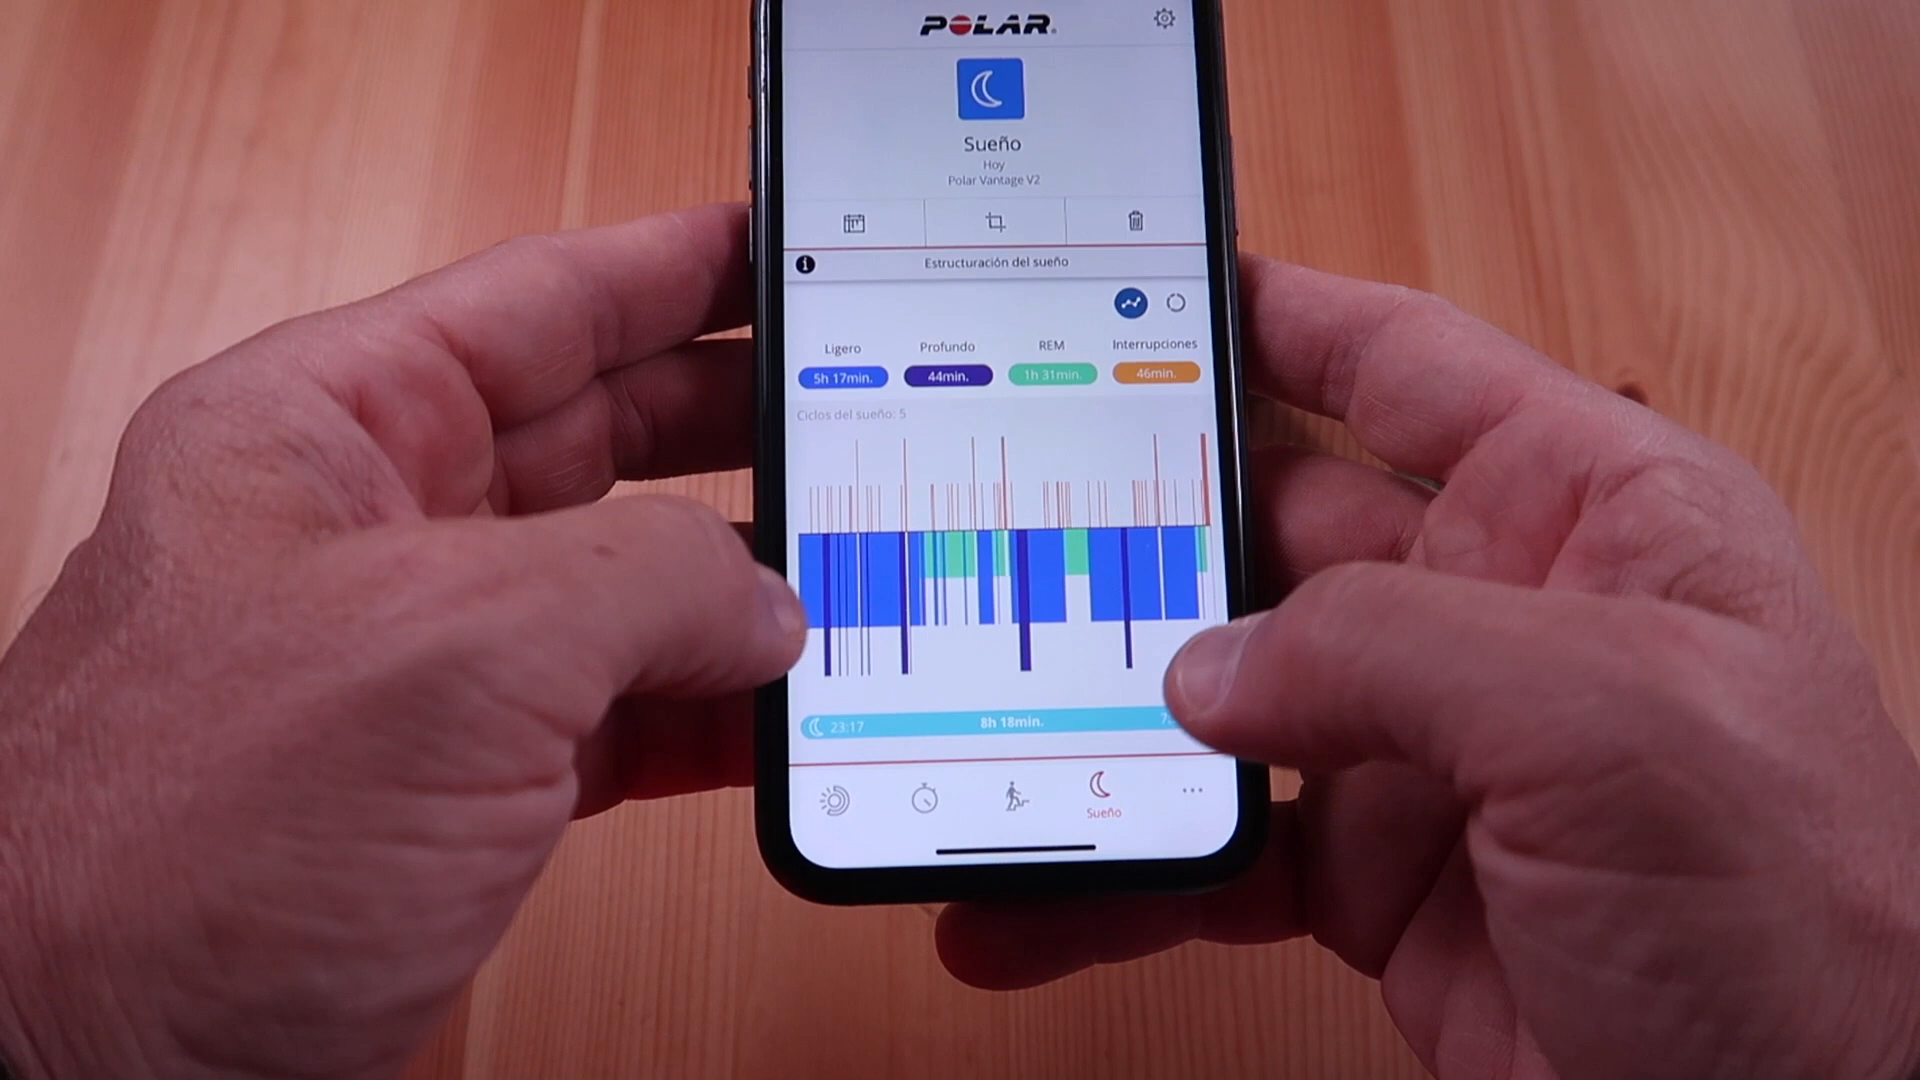 POLAR
Sueño
Hoy
Polar Vantage V2
Estructuración del sueño
Ligero Profundo REM Interrupciones
5h 17min. 44min. 1h 31min. 46min.
Ciclos del sueño: 5
23:17 8h 18min.
Sueño